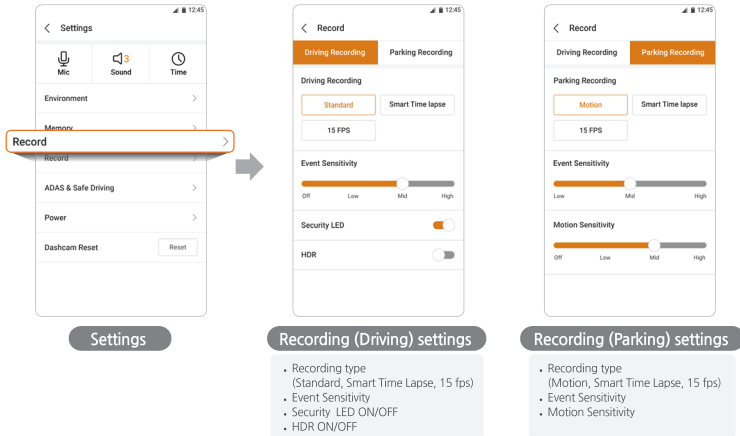 12:45
Settings
3
Mic Sound Time
Environment
Memory
Record
Record
ADAS & Safe Driving
Power
Dashcam Reset Reset
Settings
12:45
Record
Driving Recording Parking Recording
Driving Recording
Standard Smart Time lapse
15 FPS
Event Sensitivity
Off Low Mid High
Security LED
HDR
Recording (Driving) settings
• Recording type
(Standard, Smart Time Lapse, 15 fps)
• Event Sensitivity
• Security LED ON/OFF
• HDR ON/OFF
12:45
Record
Driving Recording Parking Recording
Parking Recording
Motion Smart Time lapse
15 FPS
Event Sensitivity
Low Mid High
Motion Sensitivity
Off Low Mid High
Recording (Parking) settings
• Recording type
(Motion, Smart Time Lapse, 15 fps)
• Event Sensitivity
• Motion Sensitivity